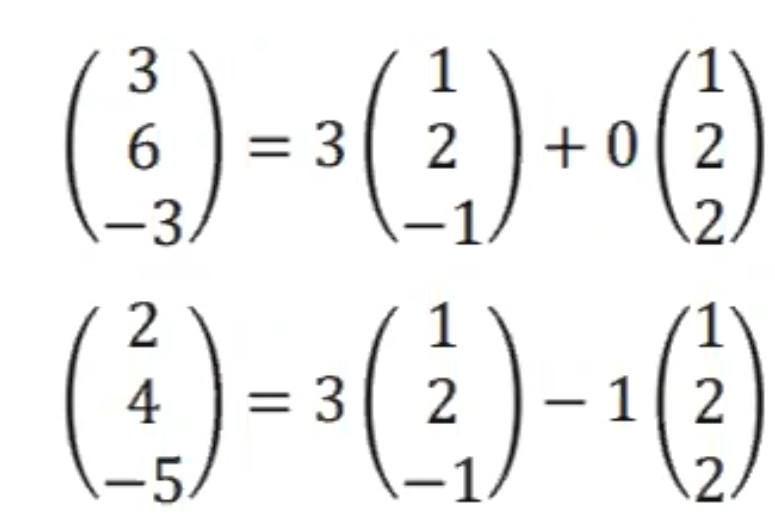 (3 6 −3) = 3 (1 2 −1) + 0 (1 2 2)
(2 4 −5) = 3 (1 2 −1) − 1 (1 2 2)